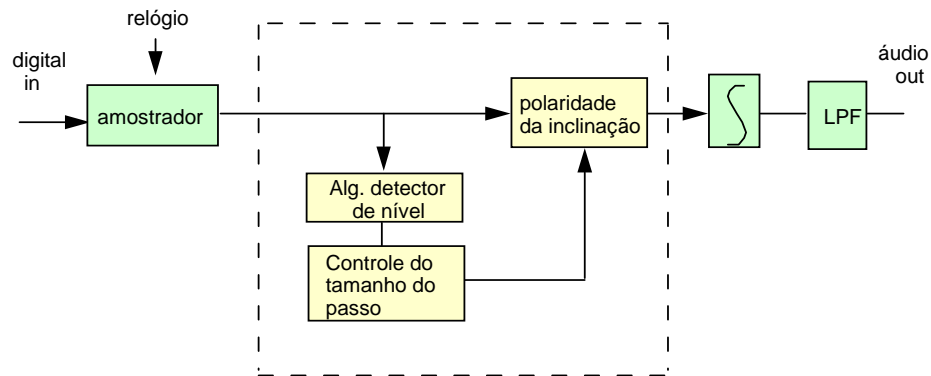 relógio
digital
in
amostrador
polaridade
da inclinação
áudio
out
LPF
Alg. detector
de nível
Controle do
tamanho do
passo